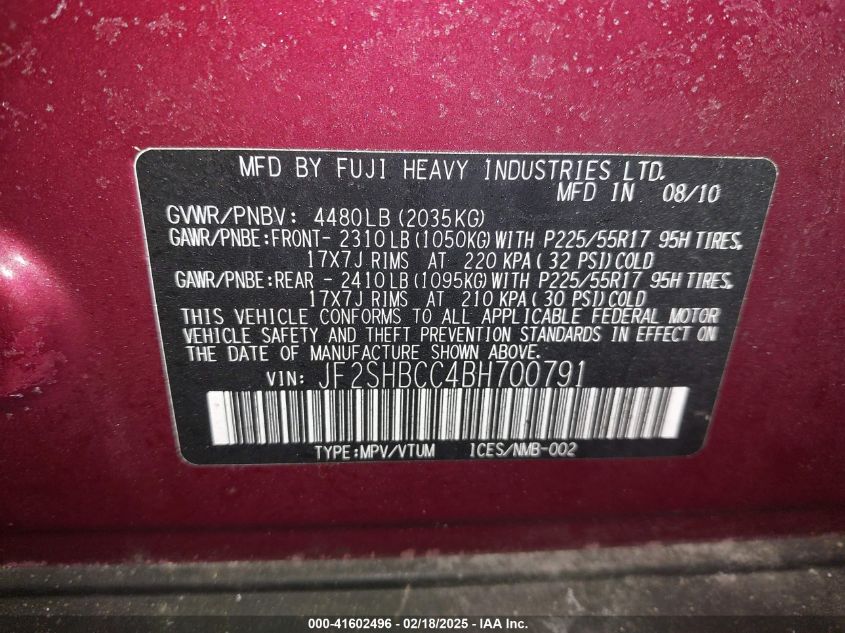 MFD BY FUJI HEAVY INDUSTRIES LTD.
MFD IN 08/10
GVWR/PNBV: 4480LB (2035KG)
GAWR/PNBE:FRONT- 2310LB (1050KG) WITH P225/55R17 95H TIRES,
17X7J RIMS AT 220 KPA ( 32 PSI) COLD
GAWR/PNBE:REAR - 2410LB (1095KG) WITH P225/55R17 95H TIRES,
17X7J RIMS AT 210 KPA ( 30 PSI) COLD
THIS VEHICLE CONFORMS TO ALL APPLICABLE FEDERAL MOTOR
VEHICLE SAFETY AND THEFT PREVENTION STANDARDS IN EFFECT ON
THE DATE OF MANUFACTURE SHOWN ABOVE.
VIN: JF2SHBCC4BH700791
TYPE:MPV/VTUM ICES/NMB-002
000-41602496 - 02/18/2025 - IAA Inc.